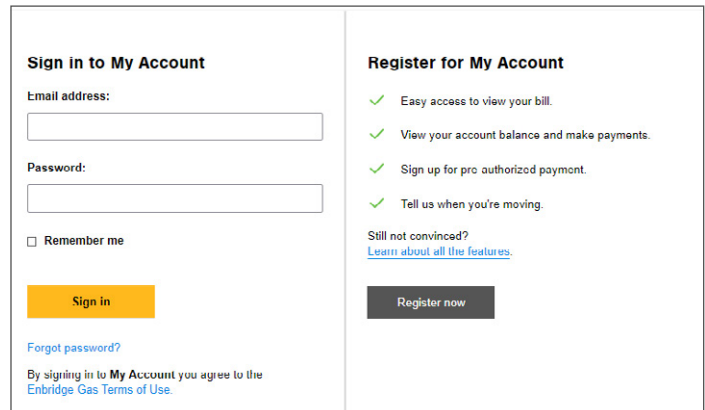 Sign in to My Account
Email address:
Password:
Remember me
Sign in
Forgot password?
By signing in to My Account you agree to the
Enbridge Gas Terms of Use.
Register for My Account
Easy access to view your bill.
View your account balance and make payments.
Sign up for pre authorized payment.
Tell us when you're moving.
Still not convinced?
Learn about all the features.
Register now